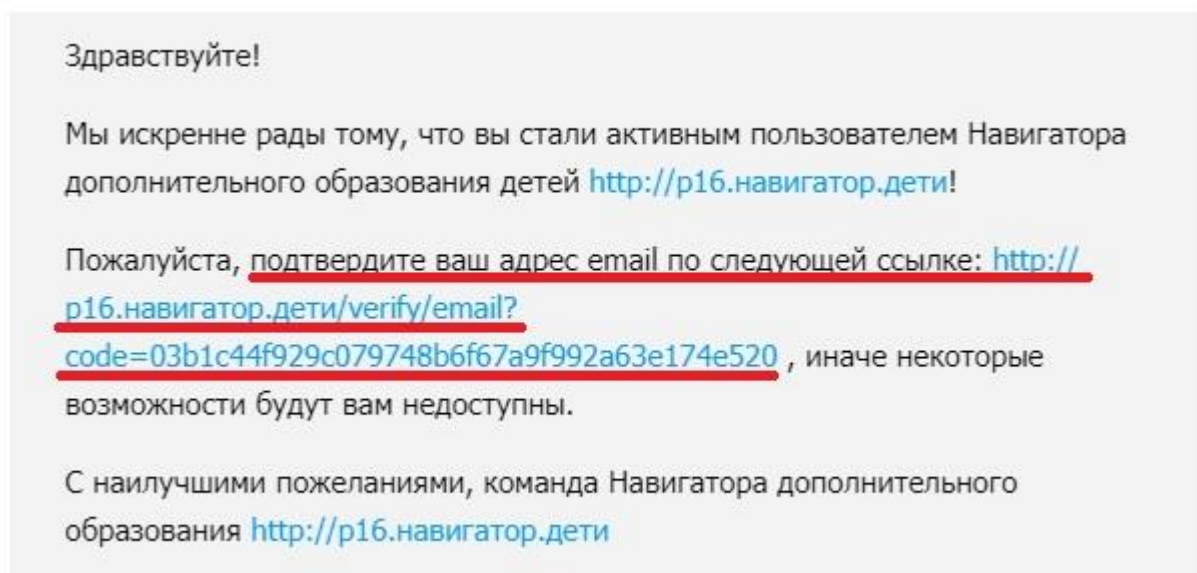 Здравствуйте!
Мы искренне рады тому, что вы стали активным пользователем Навигатора
дополнительного образования детей http://р16.навигатор.дети!
Пожалуйста, подтвердите ваш адрес email по следующей ссылке: http://
р16.навигатор.дети/verify/email?
code=03b1c44f929c079748b6f67a9f992a63e174e520 , иначе некоторые
возможности будут вам недоступны.
С наилучшими пожеланиями, команда Навигатора дополнительного
образования http://р16.навигатор.дети